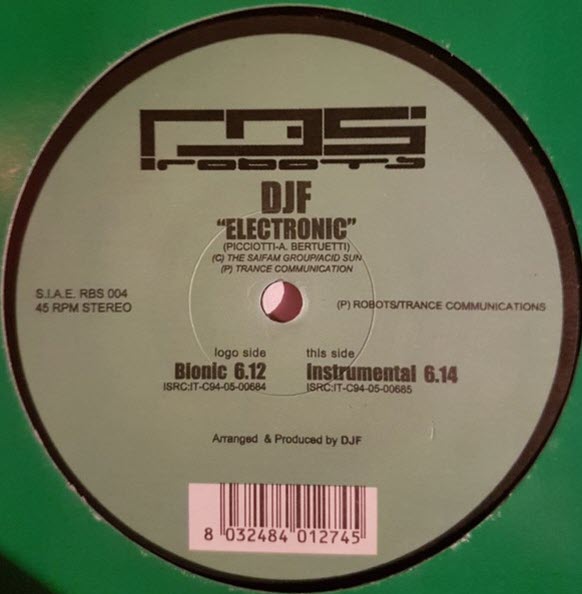 RBS
ROBOTS
DJF
"ELECTRONIC"
(PICCIOTTI-A. BERTUETTI)
(C) THE SAIFAM GROUP/ACID SUN
(P) TRANCE COMMUNICATION
S.I.A.E. RBS 004
45 RPM STEREO
(P) ROBOTS/TRANCE COMMUNICATIONS
logo side
Bionic 6.12
ISRC:IT-C94-05-00684
this side
Instrumental 6.14
ISRC:IT-C94-05-00685
Arranged & Produced by DJF
8 032484 012745